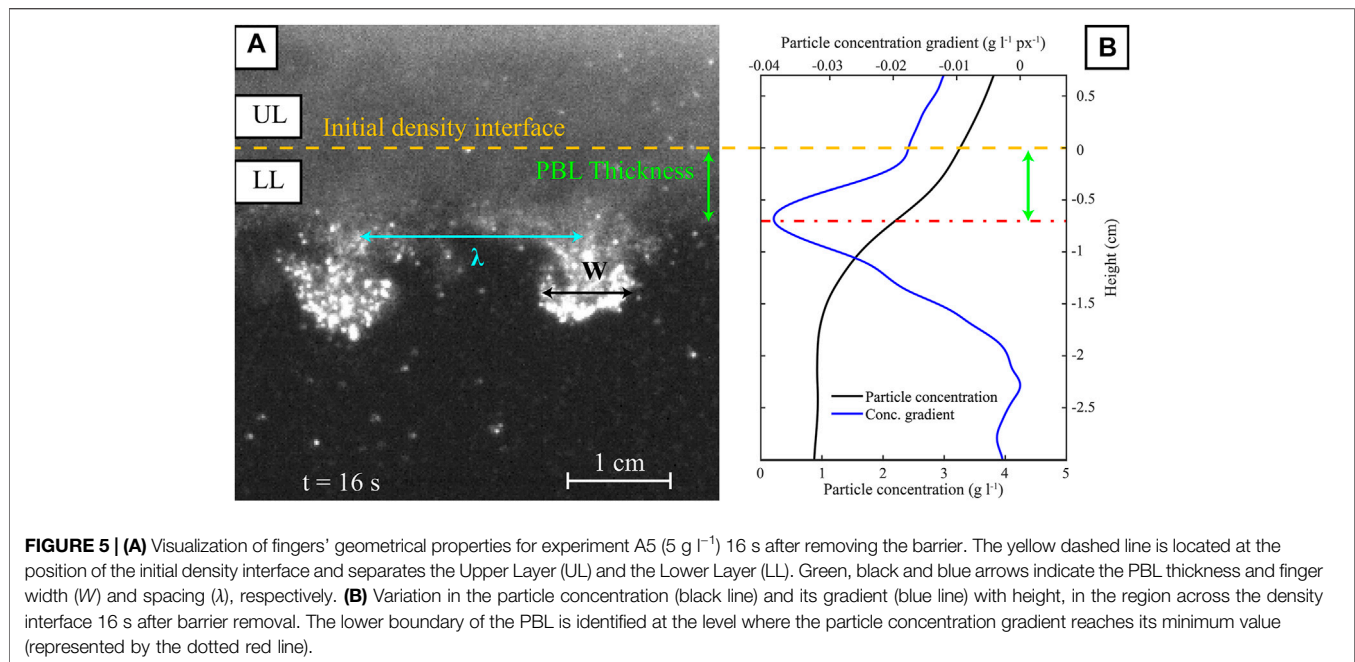 A
UL
Initial density interface
LL
PBL Thickness
λ
W
t = 16 s
1 cm
Particle concentration gradient (g l⁻¹ px⁻¹)
B
-0.04 -0.03 -0.02 -0.01 0
0.5
0
-0.5
-1
-1.5
-2
-2.5
Height (cm)
Particle concentration
Conc. gradient
0 1 2 3 4 5
Particle concentration (g l⁻¹)
FIGURE 5 | (A) Visualization of fingers’ geometrical properties for experiment A5 (5 g l⁻¹) 16 s after removing the barrier. The yellow dashed line is located at the
position of the initial density interface and separates the Upper Layer (UL) and the Lower Layer (LL). Green, black and blue arrows indicate the PBL thickness and finger
width (W) and spacing (λ), respectively. (B) Variation in the particle concentration (black line) and its gradient (blue line) with height, in the region across the density
interface 16 s after barrier removal. The lower boundary of the PBL is identified at the level where the particle concentration gradient reaches its minimum value
(represented by the dotted red line).